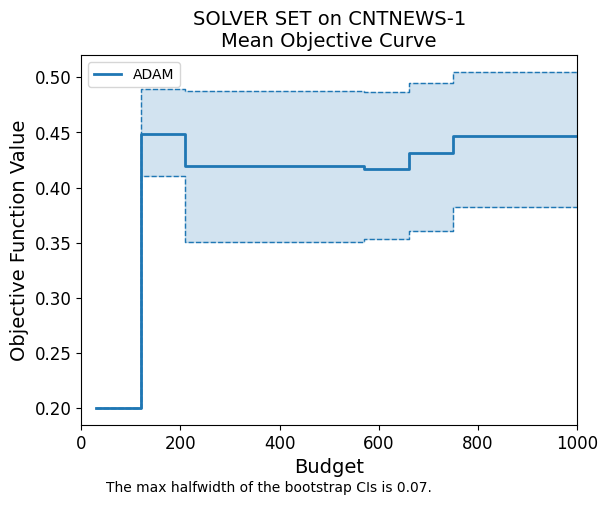 SOLVER SET on CNTNEWS-1
Mean Objective Curve
ADAM
Objective Function Value
0.50
0.45
0.40
0.35
0.30
0.25
0.20
0 200 400 600 800 1000
Budget
The max halfwidth of the bootstrap CIs is 0.07.